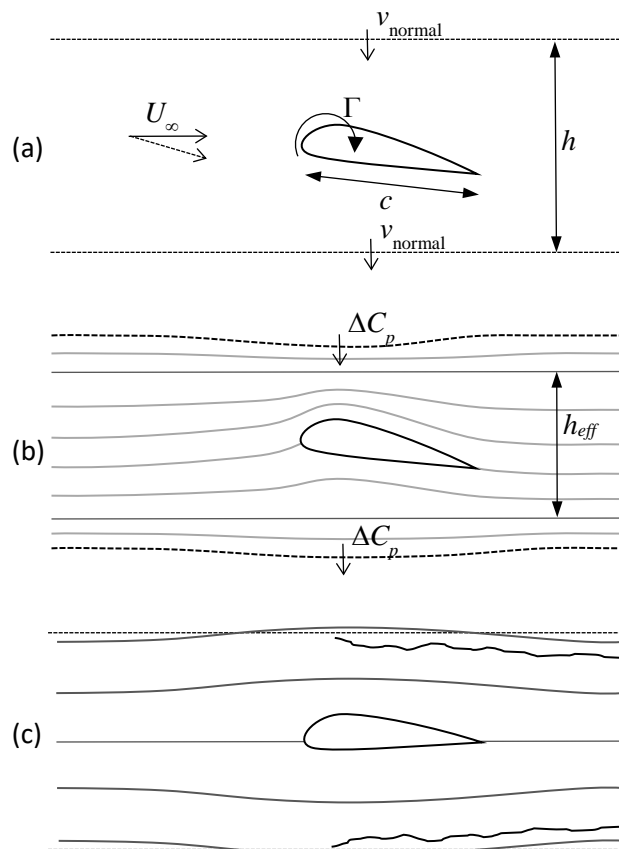 v_normal
U_∞
Γ
(a)
h
c
v_normal
ΔC_p
h_eff
(b)
ΔC_p
(c)